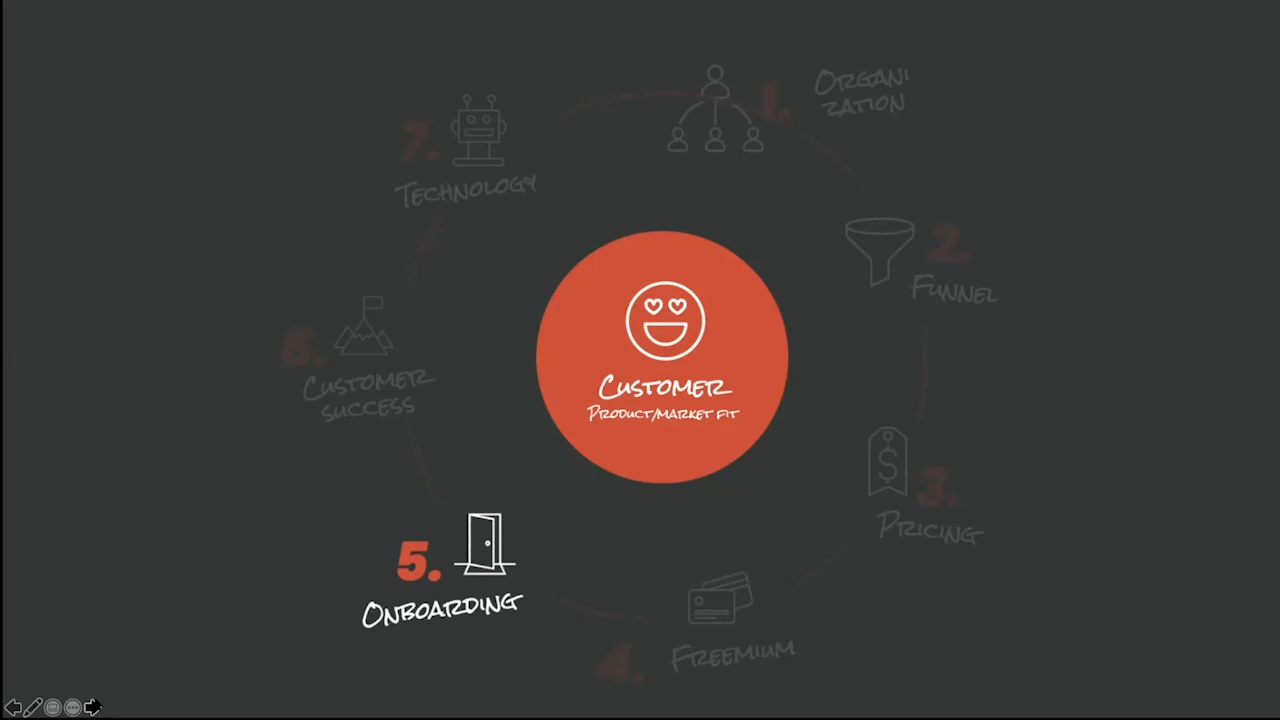 1.
ORGANI
ZATION
2.
FUNNEL
3.
$
PRICING
4.
FREEMIUM
5.
ONBOARDING
6.
CUSTOMER
SUCCESS
7.
TECHNOLOGY
CUSTOMER
PRODUCT/MARKET FIT